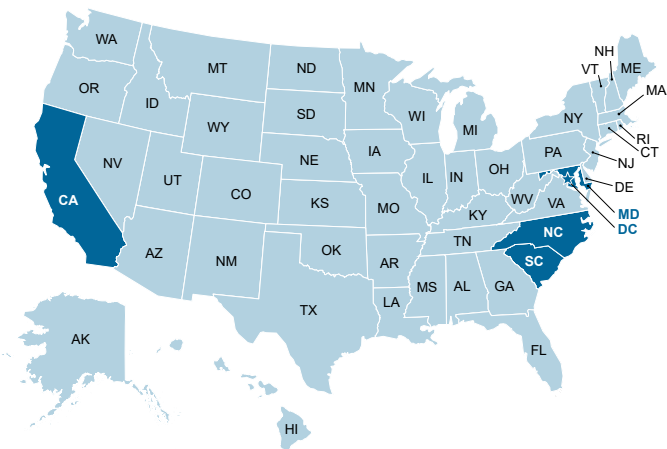 WA
MT
ND
MN
OR
ID
SD
WI
MI
WY
NV
UT
CO
NE
IA
IL
IN
OH
PA
NY
VT
NH
ME
MA
RI
CT
NJ
DE
MD
DC
CA
KS
MO
KY
WV
VA
NC
SC
TN
AZ
NM
OK
AR
TX
LA
MS
AL
GA
FL
AK
HI